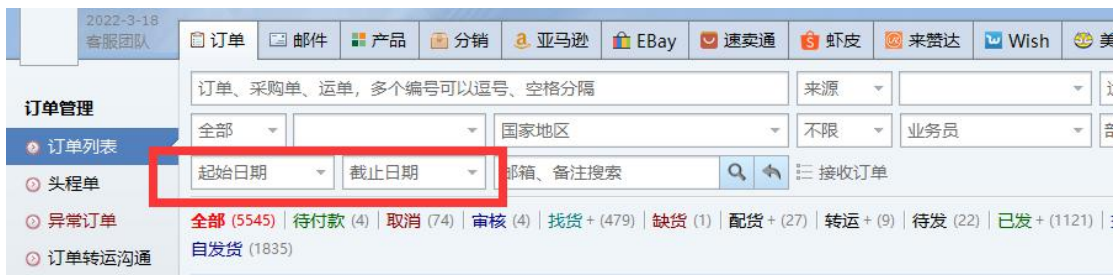 2022-3-18
客服团队
订单 邮件 产品 分销 亚马逊 EBay 速卖通 虾皮 来赞达 Wish 美
订单、采购单、运单，多个编号可以逗号、空格分隔 来源
订单管理
全部 国家地区 不限 业务员
订单列表
起始日期 截止日期 邮箱、备注搜索 接收订单
头程单
异常订单
全部 (5545) 待付款 (4) 取消 (74) 审核 (4) 找货+ (479) 缺货 (1) 配货+ (27) 转运+ (9) 待发 (22) 已发+ (1121)
自发货 (1835)
订单转运沟通